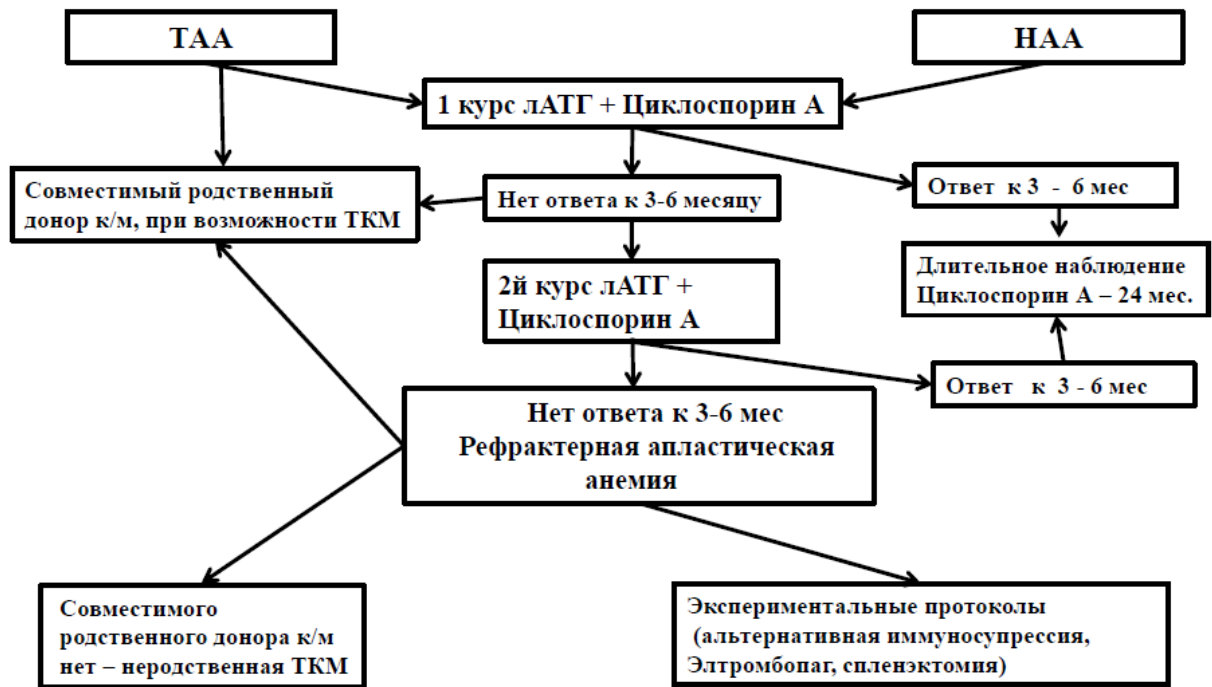 ТАА
НАА
1 курс лАТГ + Циклоспорин А
Совместимый родственный
донор к/м, при возможности ТКМ
Нет ответа к 3-6 месяцу
Ответ к 3 - 6 мес
2й курс лАТГ +
Циклоспорин А
Длительное наблюдение
Циклоспорин А – 24 мес.
Ответ к 3 - 6 мес
Нет ответа к 3-6 мес
Рефрактерная апластическая
анемия
Совместимого
родственного донора к/м
нет – неродственная ТКМ
Экспериментальные протоколы
(альтернативная иммуносупрессия,
Элтромбопаг, спленэктомия)